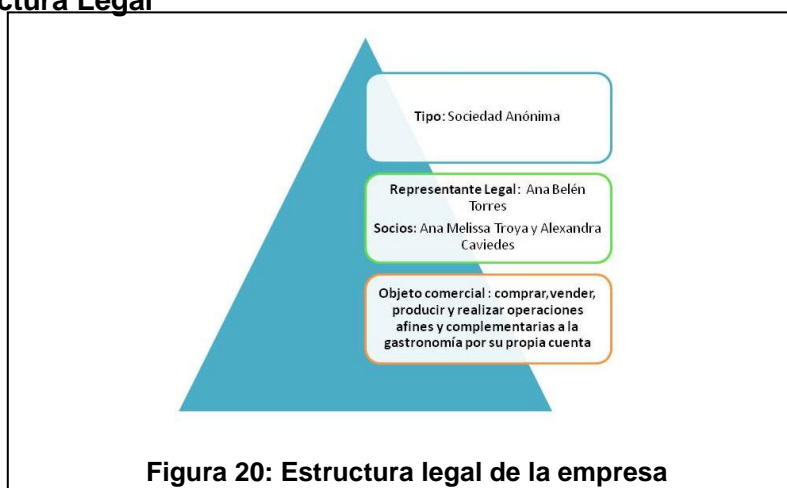 ctura Legal
Tipo: Sociedad Anónima
Representante Legal: Ana Belén
Torres
Socios: Ana Melissa Troya y Alexandra
Caviedes
Objeto comercial : comprar, vender,
producir y realizar operaciones
afines y complementarias a la
gastronomía por su propia cuenta
Figura 20: Estructura legal de la empresa